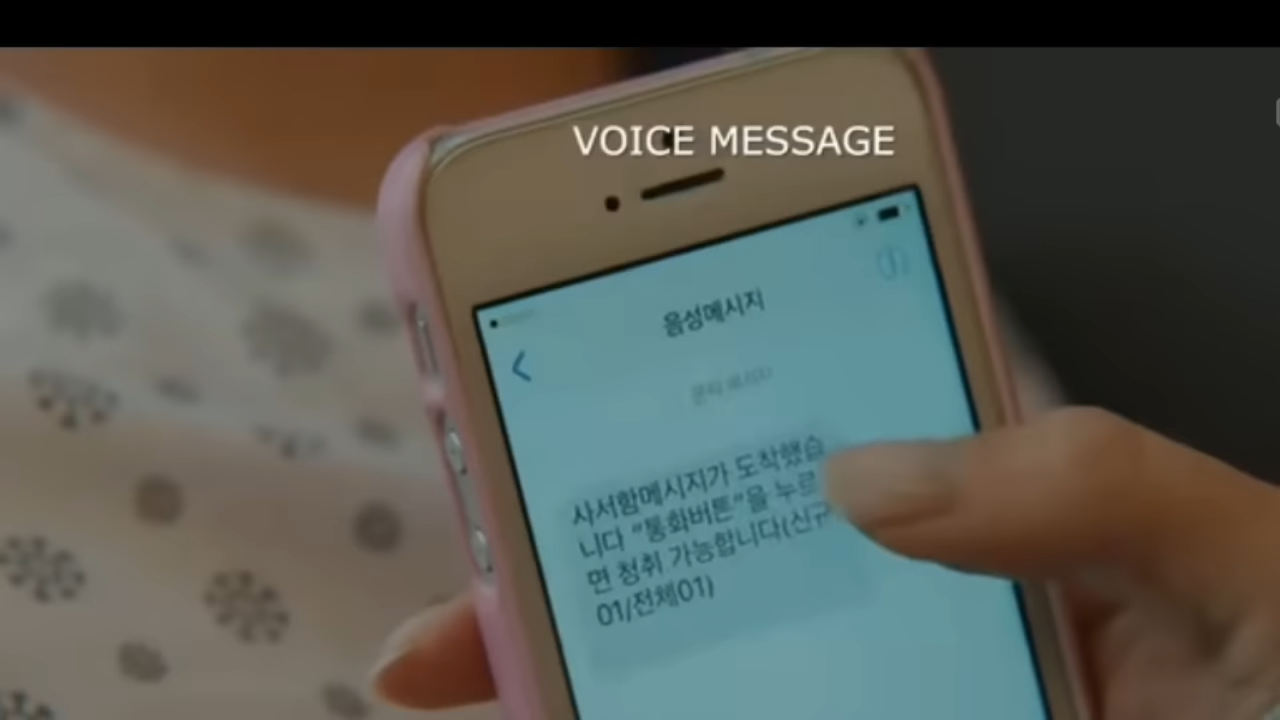 VOICE MESSAGE
음성메시지
사서함메시지가 도착했습
니다 "통화버튼"을 누르
면 청취 가능합니다(신규
01/전체01)